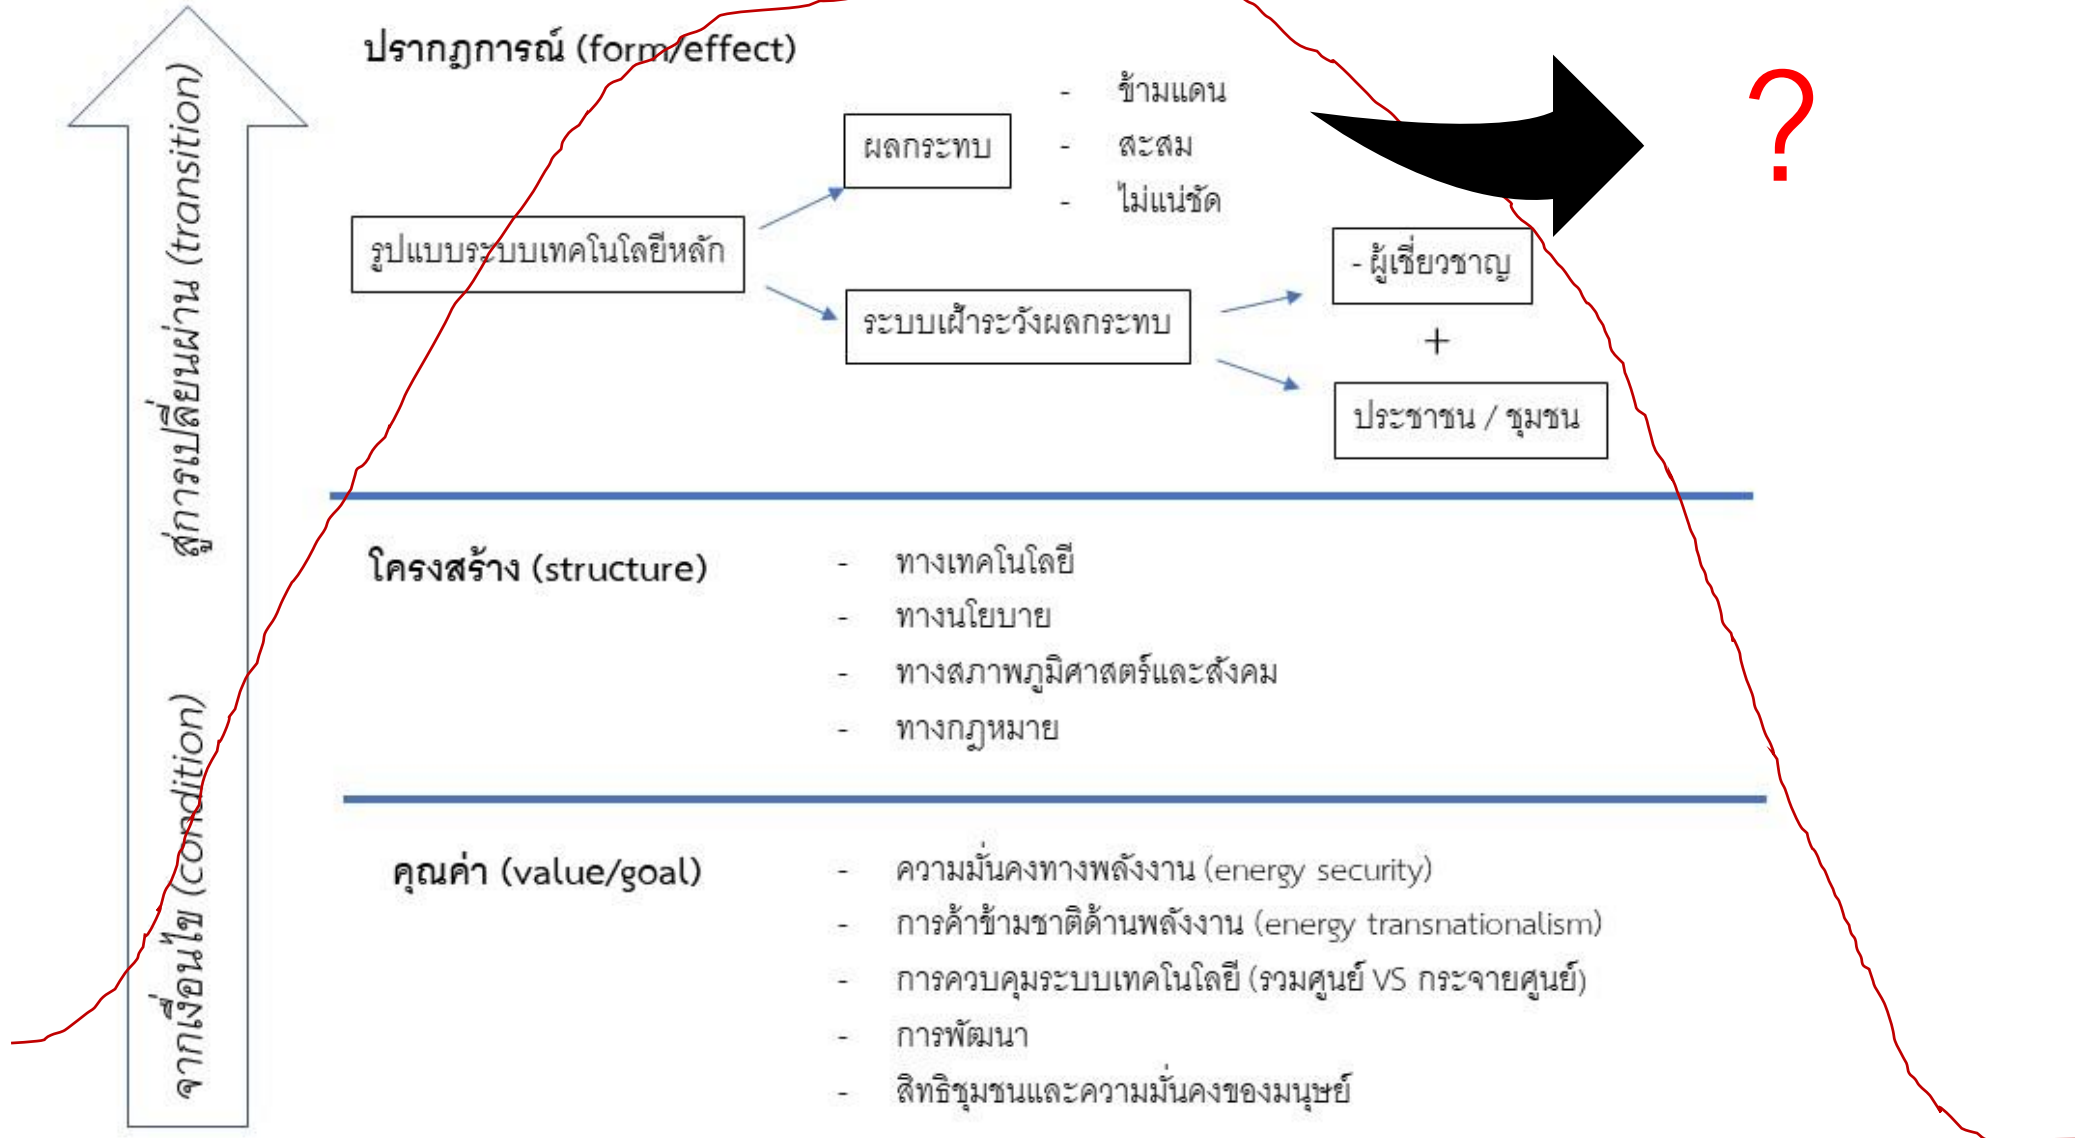 ปรากฏการณ์ (form/effect)
- ข้ามแดน
ผลกระทบ - สะสม
- ไม่แน่ชัด
?
รูปแบบระบบเทคโนโลยีหลัก
- ผู้เชี่ยวชาญ
ระบบเฝ้าระวังผลกระทบ
+
ประชาชน / ชุมชน
โครงสร้าง (structure) - ทางเทคโนโลยี
- ทางนโยบาย
- ทางสภาพภูมิศาสตร์และสังคม
- ทางกฎหมาย
คุณค่า (value/goal) - ความมั่นคงทางพลังงาน (energy security)
- การค้าข้ามชาติด้านพลังงาน (energy transnationalism)
- การควบคุมระบบเทคโนโลยี (รวมศูนย์ VS กระจายศูนย์)
- การพัฒนา
- สิทธิชุมชนและความมั่นคงของมนุษย์
จากเงื่อนไข (condition) สู่การเปลี่ยนผ่าน (transition)